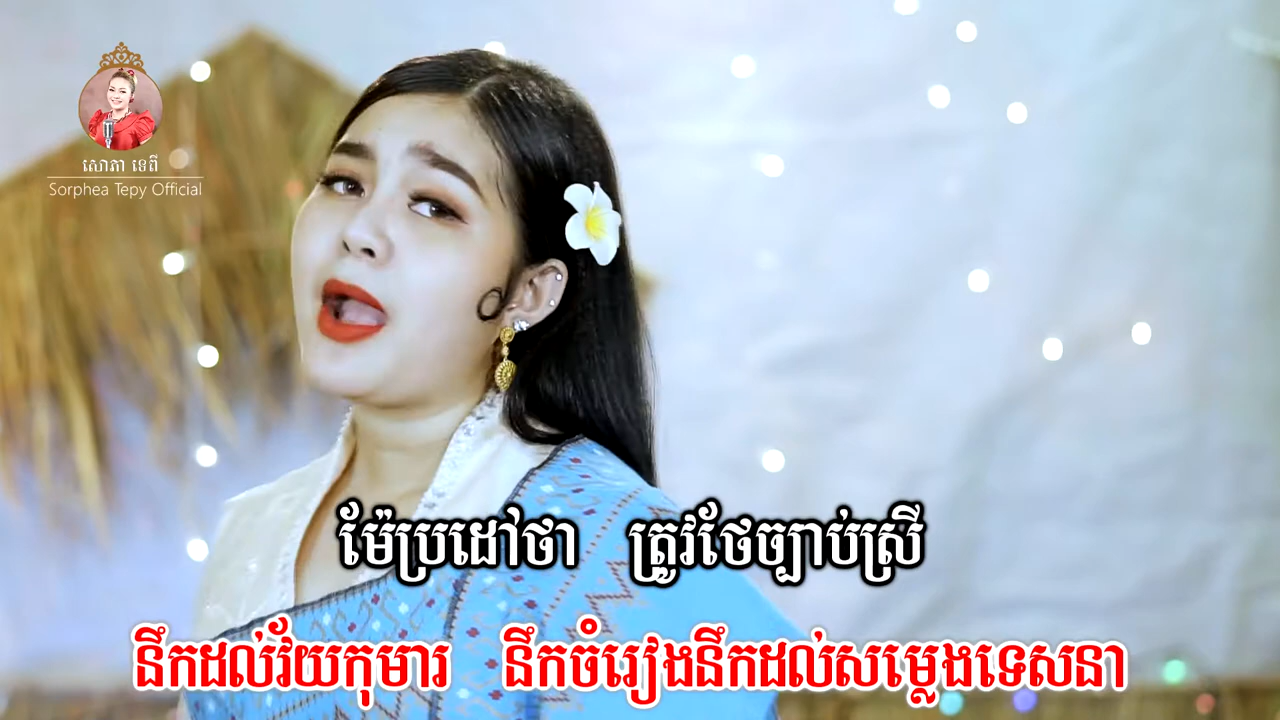 សោភា ទេពី
Sorphea Tepy Official
ម៉ែប្រដៅថា ត្រូវថែច្បាប់ស្រី
នឹកដល់វ័យកុមារ នឹកចំរៀងនឹកដល់សម្លេងទេសនា